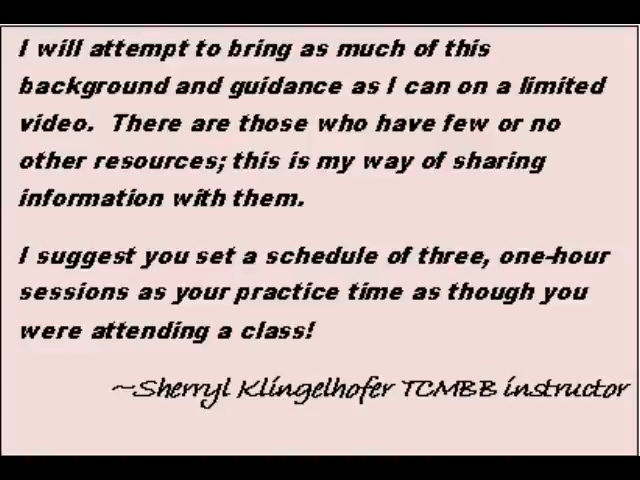 I will attempt to bring as much of this
background and guidance as I can on a limited
video. There are those who have few or no
other resources; this is my way of sharing
information with them.
I suggest you set a schedule of three, one-hour
sessions as your practice time as though you
were attending a class!
~Sherryl Klingelhofer TCMBB instructor